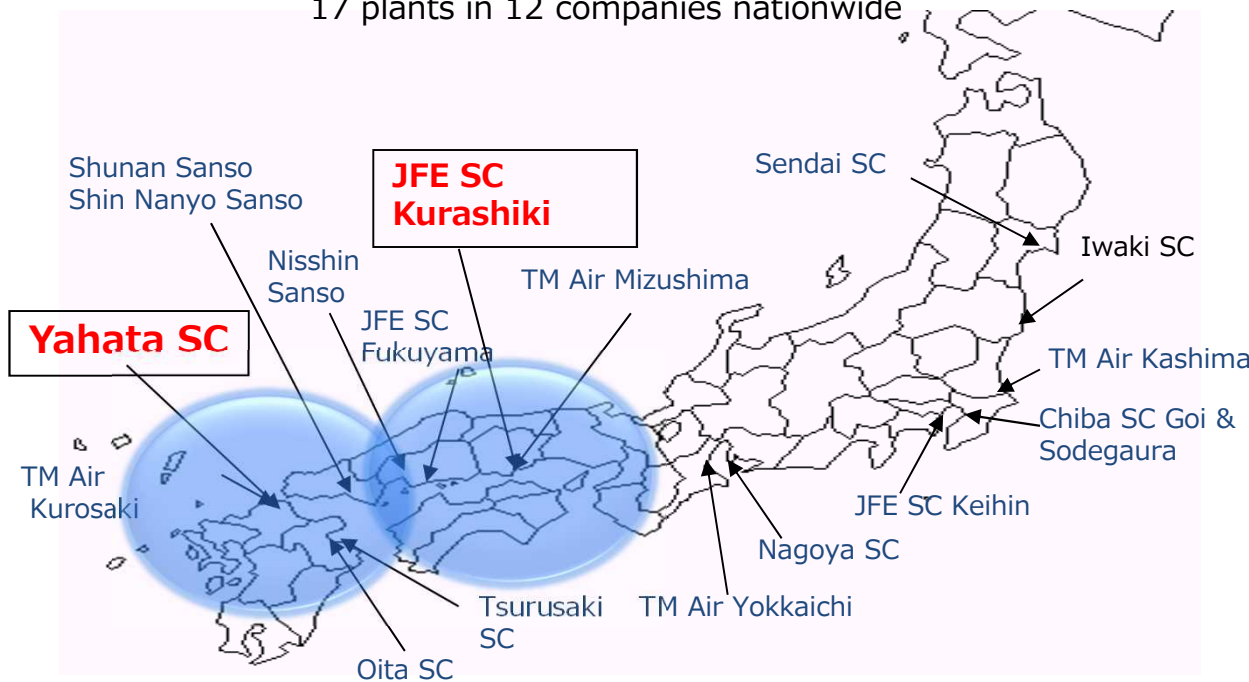 17 plants in 12 companies nationwide
Shunan Sanso
Shin Nanyo Sanso
JFE SC
Kurashiki
Sendai SC
Nisshin
Sanso
TM Air Mizushima
Iwaki SC
Yahata SC
JFE SC
Fukuyama
TM Air Kashima
Chiba SC Goi &
Sodegaura
TM Air
Kurosaki
JFE SC Keihin
Nagoya SC
Tsurusaki
SC
TM Air Yokkaichi
Oita SC